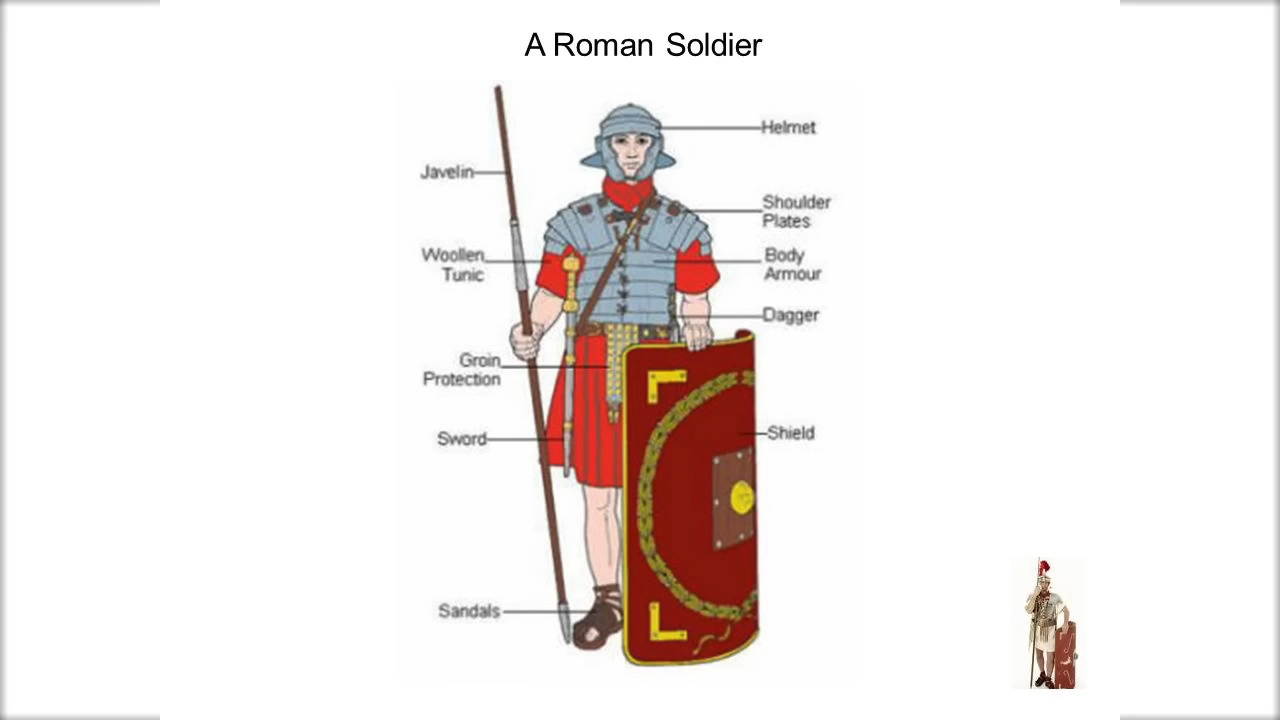 A Roman Soldier
Helmet
Javelin
Shoulder
Plates
Woollen
Tunic
Body
Armour
Dagger
Groin
Protection
Sword
Shield
Sandals